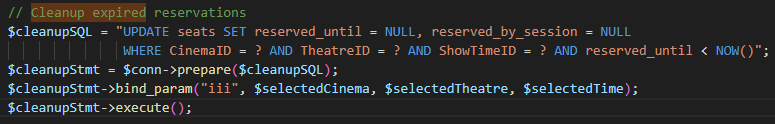 // Cleanup expired reservations
$cleanupSQL = "UPDATE seats SET reserved_until = NULL, reserved_by_session = NULL
WHERE CinemaID = ? AND TheatreID = ? AND ShowTimeID = ? AND reserved_until < NOW()";
$cleanupStmt = $conn->prepare($cleanupSQL);
$cleanupStmt->bind_param("iii", $selectedCinema, $selectedTheatre, $selectedTime);
$cleanupStmt->execute();